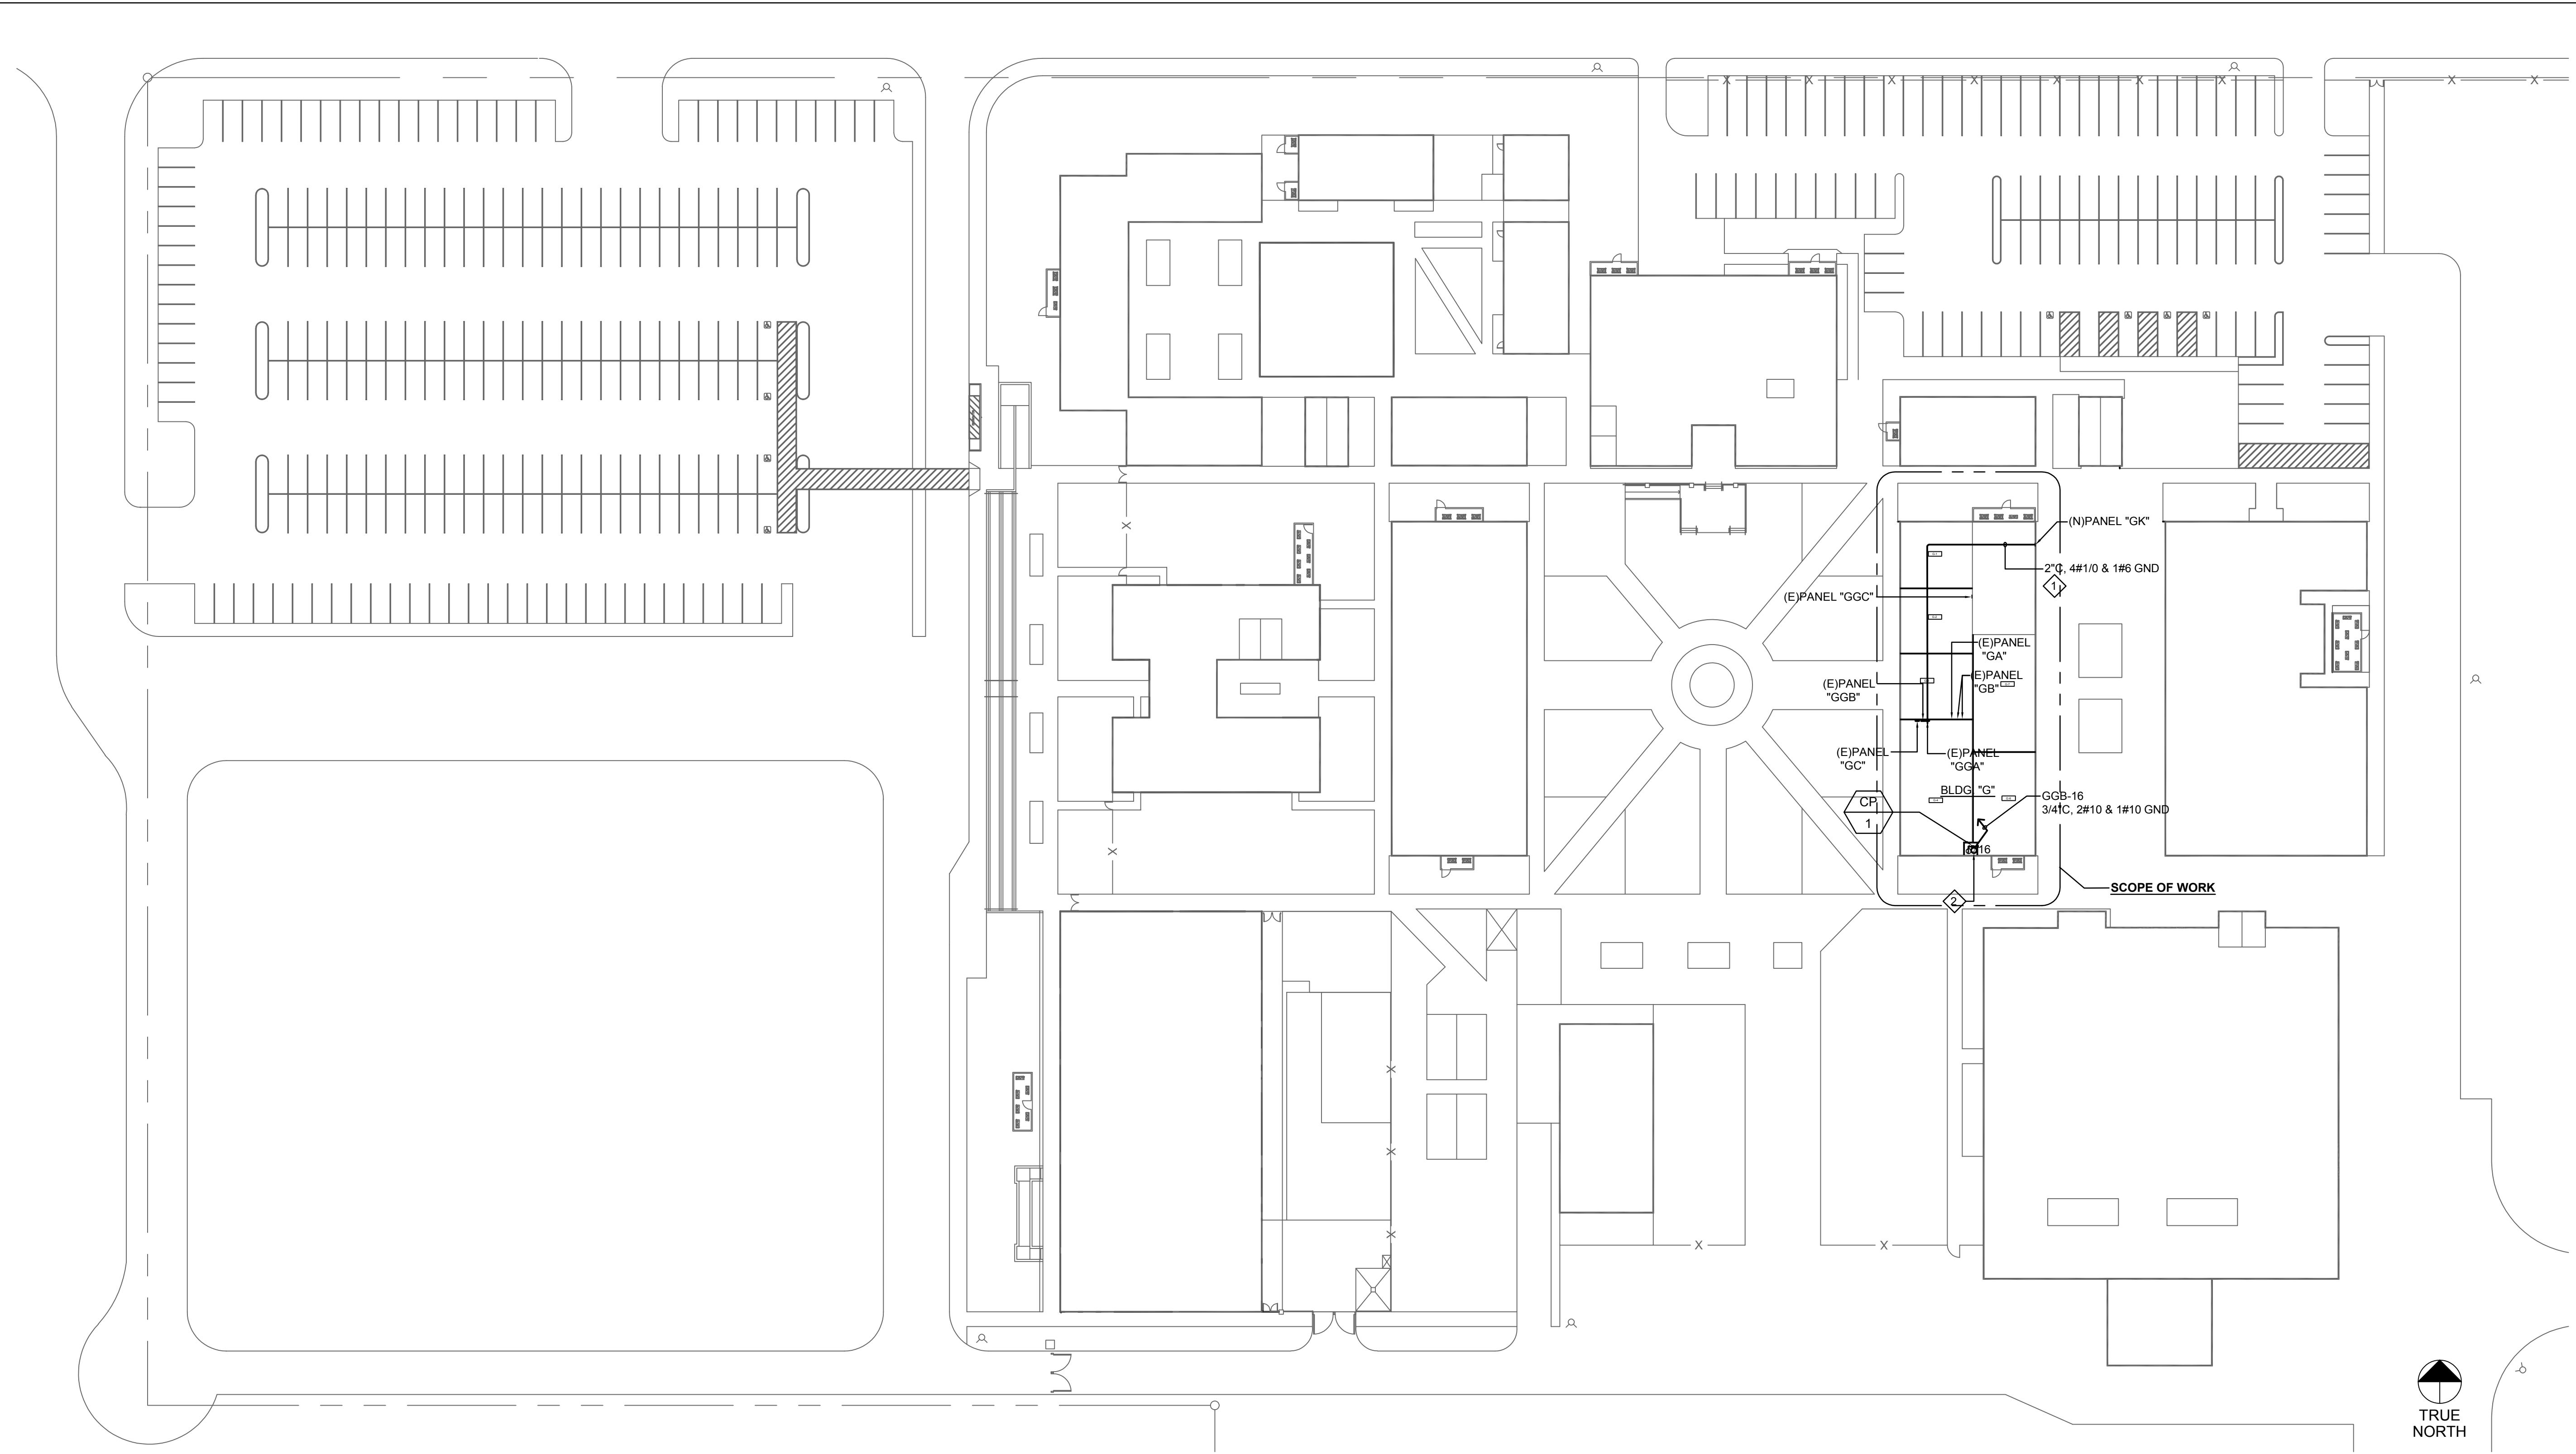 (N)PANEL "GK"
2"C, 4#1/0 & 1#6 GND
1
(E)PANEL "GGC"
(E)PANEL
"GA"
(E)PANEL
"GB"
(E)PANEL
"GGB"
(E)PANEL
"GC"
(E)PANEL
"GGA"
BLDG. "G"
CP
1
GGB-16
3/4"C, 2#10 & 1#10 GND
SCOPE OF WORK
2
TRUE
NORTH